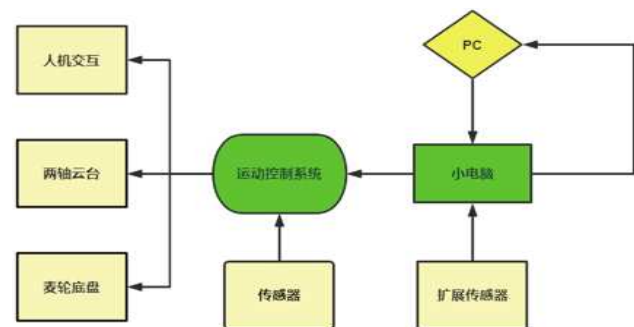 人机交互
PC
两轴云台
运动控制系统
小电脑
麦轮底盘
传感器
扩展传感器